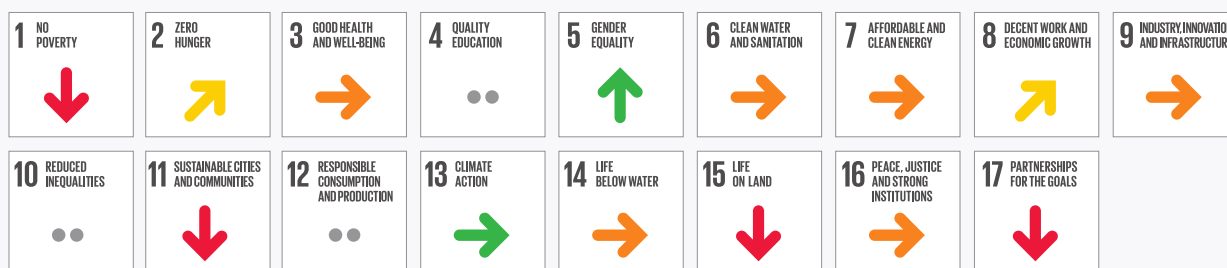 1 NO POVERTY
2 ZERO HUNGER
3 GOOD HEALTH AND WELL-BEING
4 QUALITY EDUCATION
5 GENDER EQUALITY
6 CLEAN WATER AND SANITATION
7 AFFORDABLE AND CLEAN ENERGY
8 DECENT WORK AND ECONOMIC GROWTH
9 INDUSTRY, INNOVATIO AND INFRASTRUCTUR
10 REDUCED INEQUALITIES
11 SUSTAINABLE CITIES AND COMMUNITIES
12 RESPONSIBLE CONSUMPTION AND PRODUCTION
13 CLIMATE ACTION
14 LIFE BELOW WATER
15 LIFE ON LAND
16 PEACE, JUSTICE AND STRONG INSTITUTIONS
17 PARTNERSHIPS FOR THE GOALS